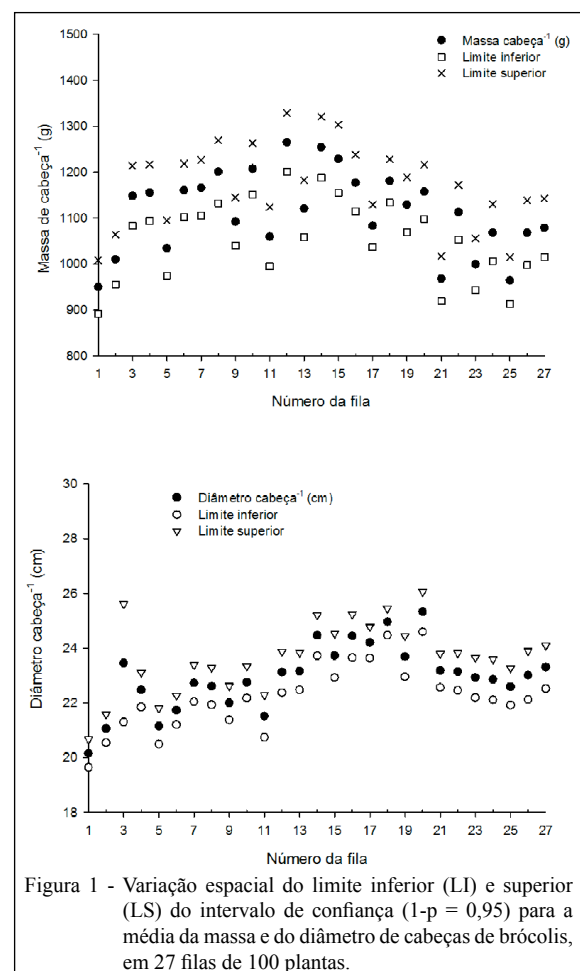 1500
1400
1300
1200
1100
1000
900
800
Massa de cabeça⁻¹ (g)
Massa cabeça⁻¹ (g)
Limite inferior
Limite superior
1 3 5 7 9 11 13 15 17 19 21 23 25 27
Número da fila
30
28
26
24
22
20
18
Diâmetro cabeça⁻¹ (cm)
Diâmetro cabeça⁻¹ (cm)
Limite inferior
Limite superior
1 3 5 7 9 11 13 15 17 19 21 23 25 27
Número da fila
Figura 1 - Variação espacial do limite inferior (LI) e superior
(LS) do intervalo de confiança (1-p = 0,95) para a
média da massa e do diâmetro de cabeças de brócolis,
em 27 filas de 100 plantas.